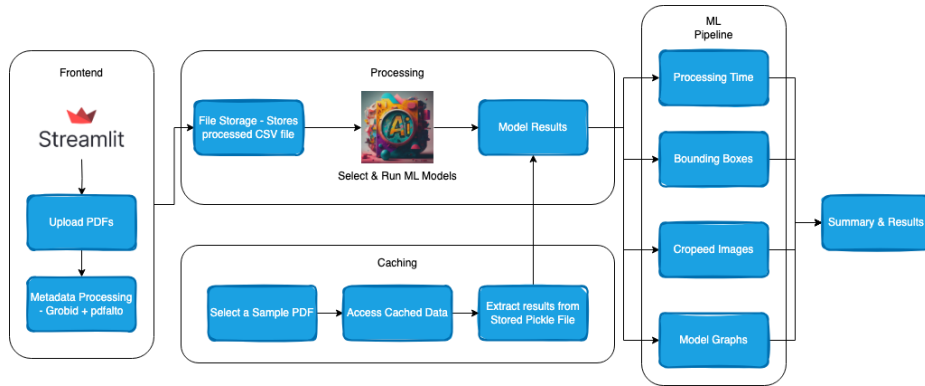 Frontend
Streamlit
Upload PDFs
Metadata Processing
- Grobid + pdfalto
Processing
File Storage - Stores
processed CSV file
Ai
Select & Run ML Models
Model Results
Caching
Select a Sample PDF
Access Cached Data
Extract results from
Stored Pickle File
ML
Pipeline
Processing Time
Bounding Boxes
Cropeed Images
Model Graphs
Summary & Results